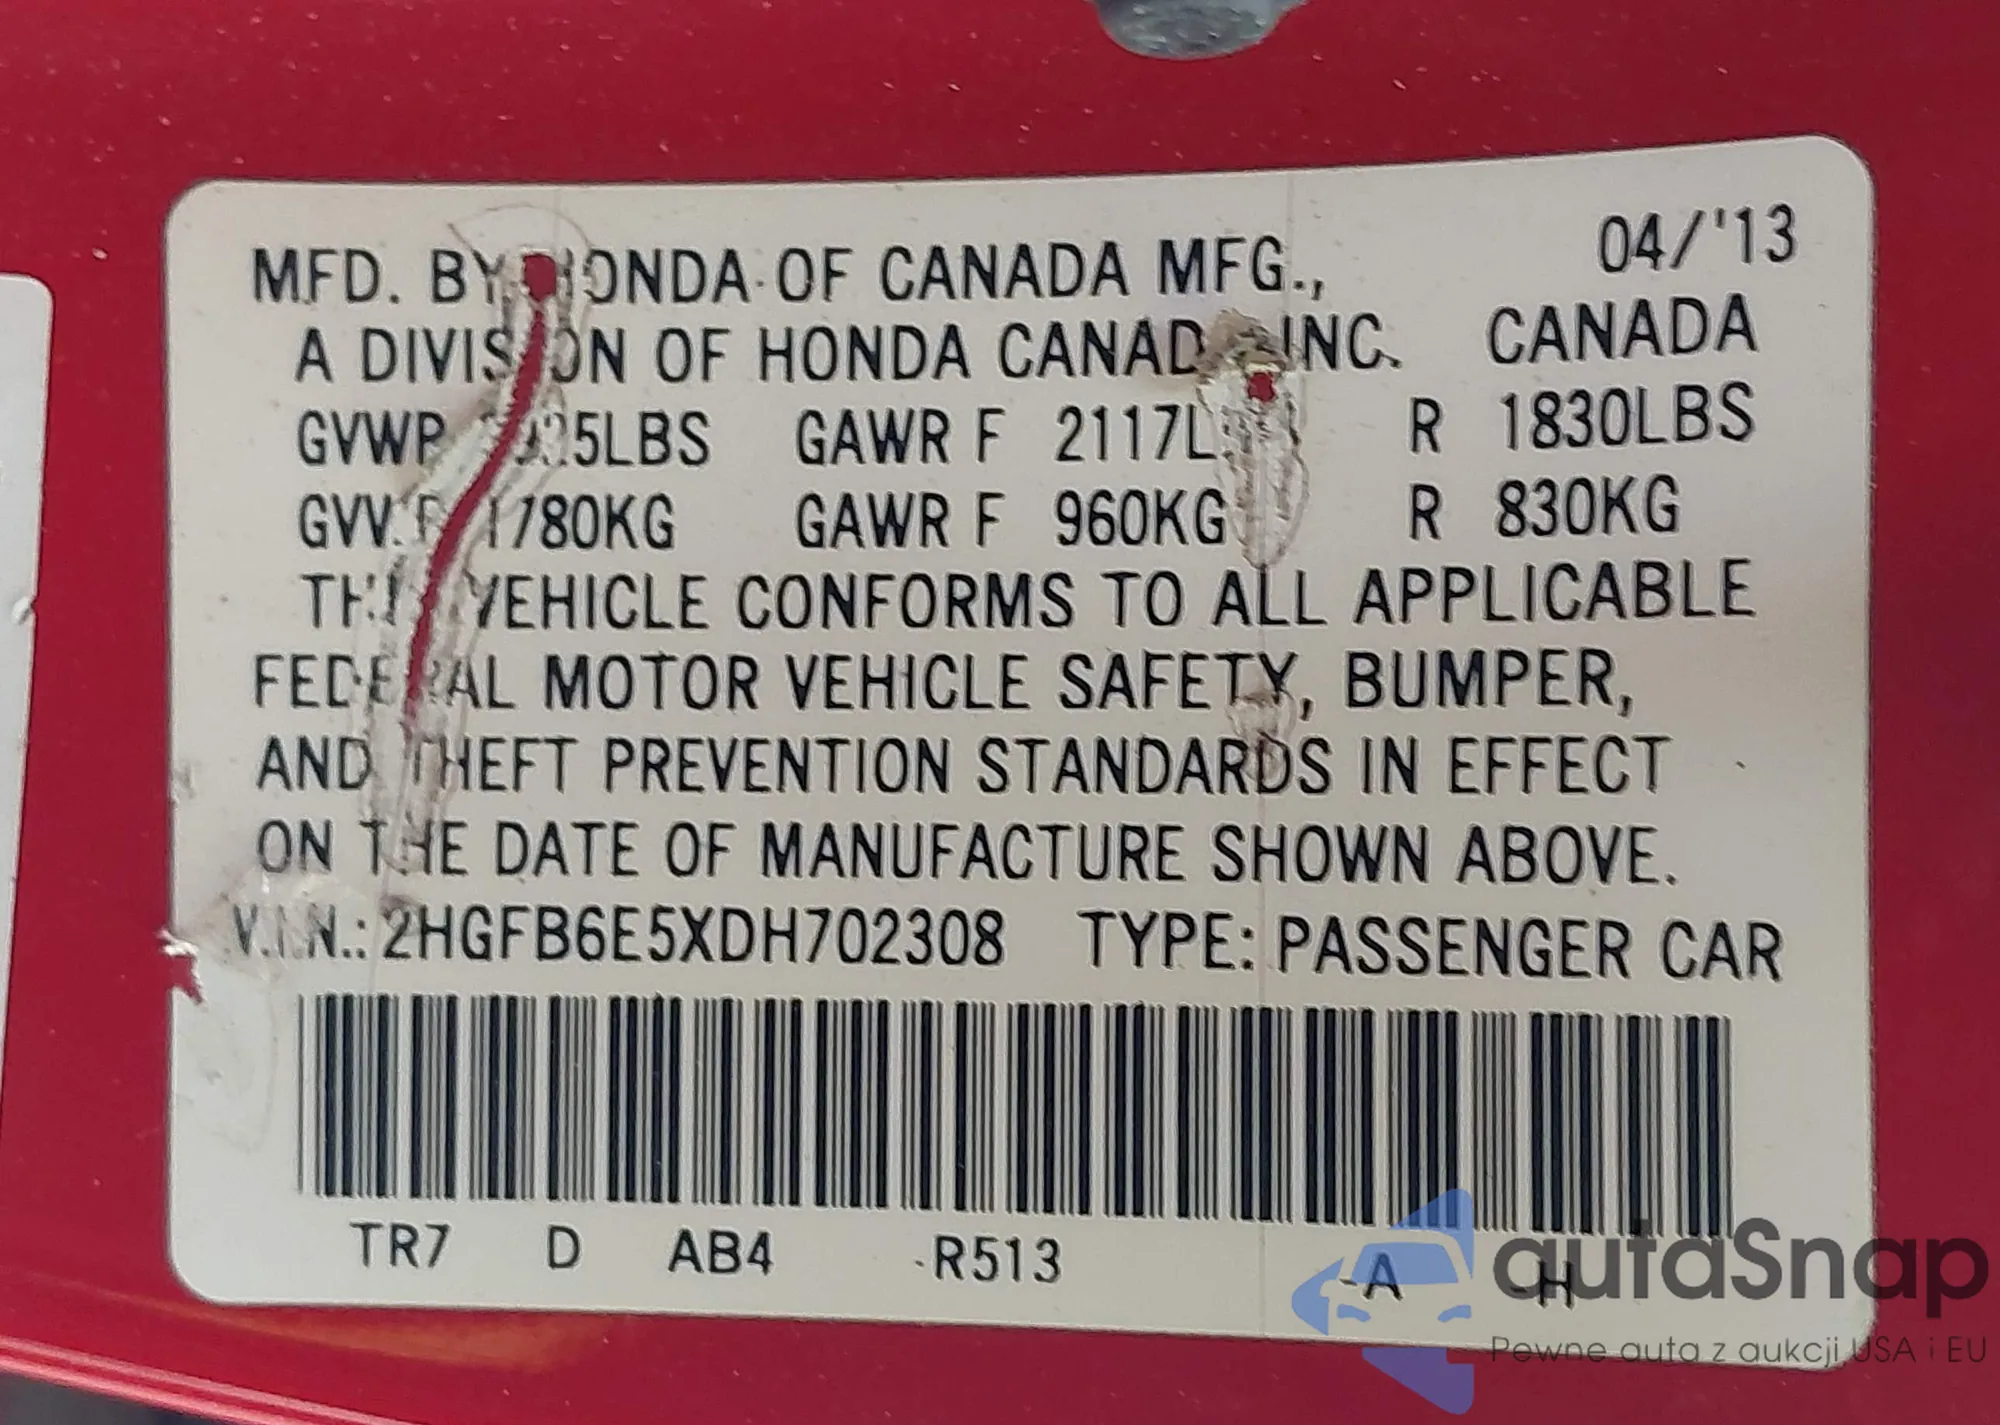 04/'13
MFD. BY HONDA OF CANADA MFG.,
A DIVISION OF HONDA CANADA INC. CANADA
GVWR LBS GAWR F 2117LBS R 1830LBS
GVWR 1780KG GAWR F 960KG R 830KG
THIS VEHICLE CONFORMS TO ALL APPLICABLE
FEDERAL MOTOR VEHICLE SAFETY, BUMPER,
AND THEFT PREVENTION STANDARDS IN EFFECT
ON THE DATE OF MANUFACTURE SHOWN ABOVE.
V.I.N.: 2HGFB6E5XDH702308 TYPE: PASSENGER CAR
TR7 D AB4 -R513 -A -H
autaSnap
Pewne auta z aukcji USA i EU